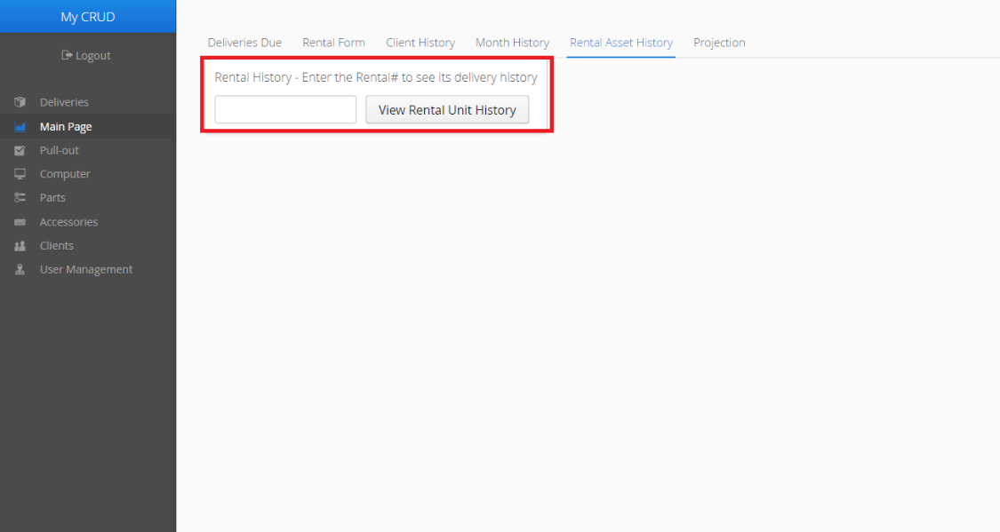 My CRUD
Logout
Deliveries
Main Page
Pull-out
Computer
Parts
Accessories
Clients
User Management
Deliveries Due Rental Form Client History Month History Rental Asset History Projection
Rental History - Enter the Rental# to see its delivery history
View Rental Unit History